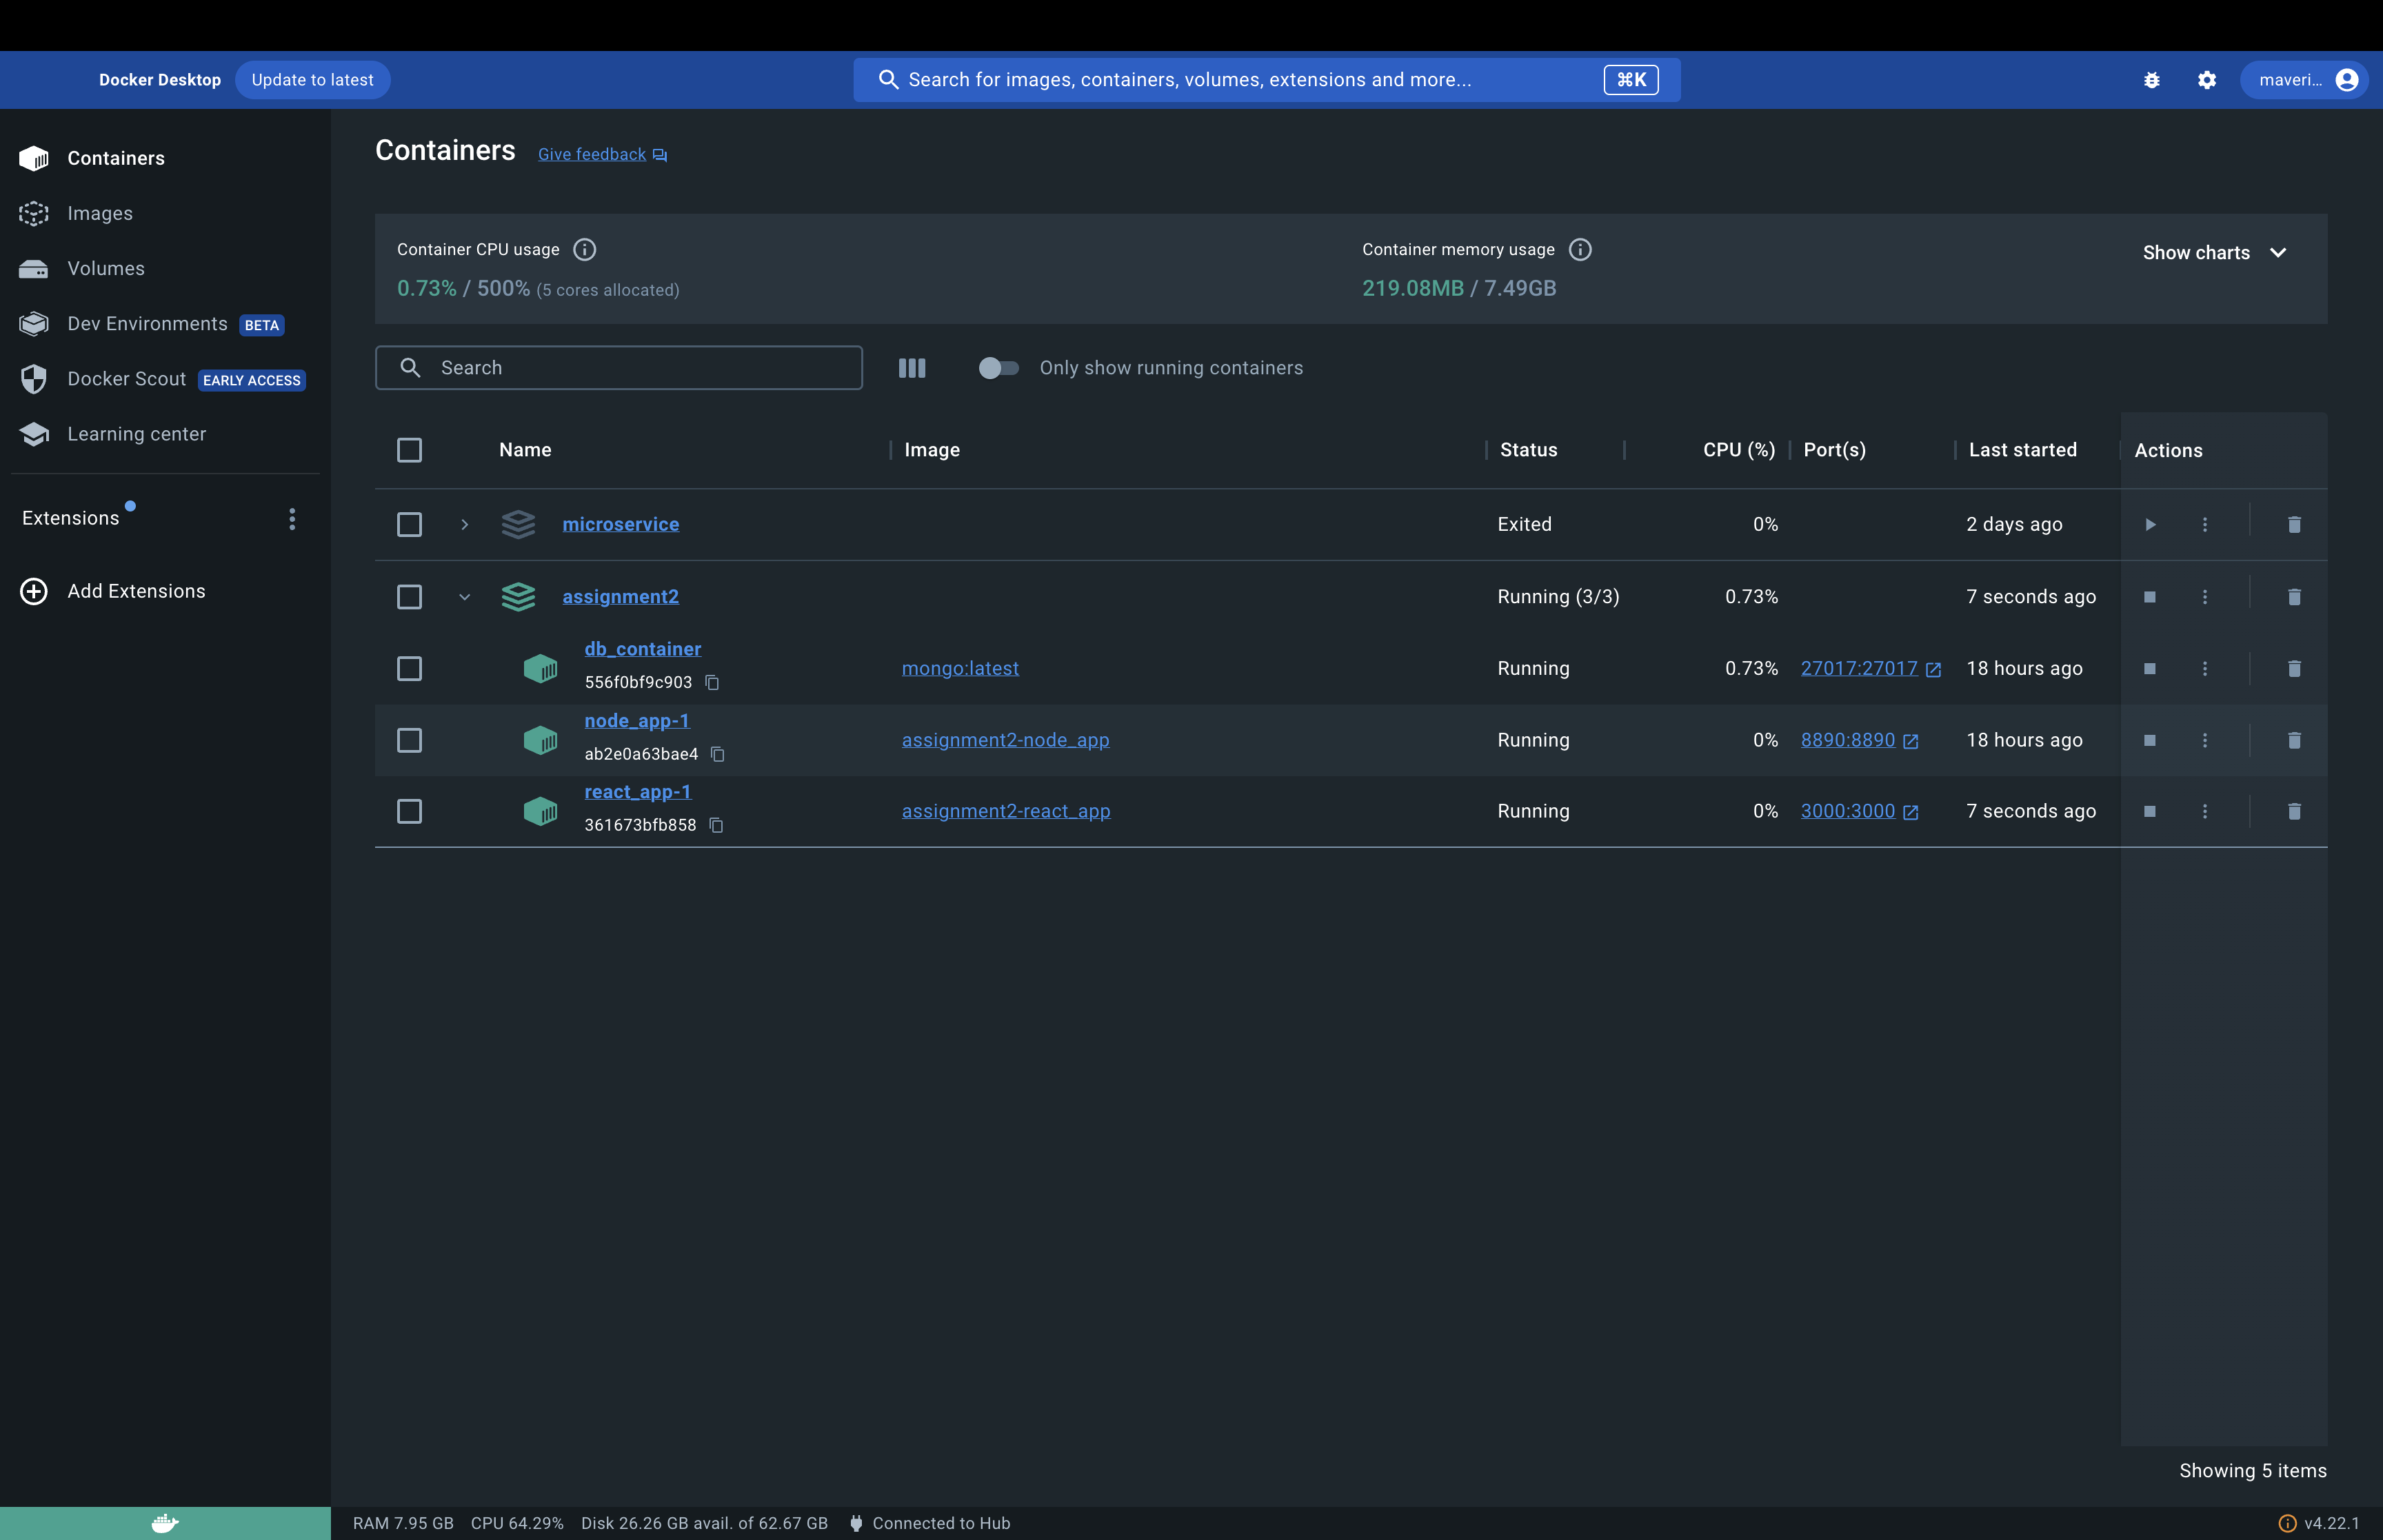 Docker Desktop Update to latest Search for images, containers, volumes, extensions and more... ⌘K maveri...
Containers
Images
Volumes
Dev Environments BETA
Docker Scout EARLY ACCESS
Learning center
Extensions
Add Extensions
Containers Give feedback
Container CPU usage
0.73% / 500% (5 cores allocated)
Container memory usage
219.08MB / 7.49GB
Show charts
Search
Only show running containers
Name Image Status CPU (%) Port(s) Last started Actions
microservice Exited 0% 2 days ago
assignment2 Running (3/3) 0.73% 7 seconds ago
db_container
556f0bf9c903
mongo:latest Running 0.73% 27017:27017 18 hours ago
node_app-1
ab2e0a63bae4
assignment2-node_app Running 0% 8890:8890 18 hours ago
react_app-1
361673bfb858
assignment2-react_app Running 0% 3000:3000 7 seconds ago
Showing 5 items
RAM 7.95 GB CPU 64.29% Disk 26.26 GB avail. of 62.67 GB Connected to Hub v4.22.1